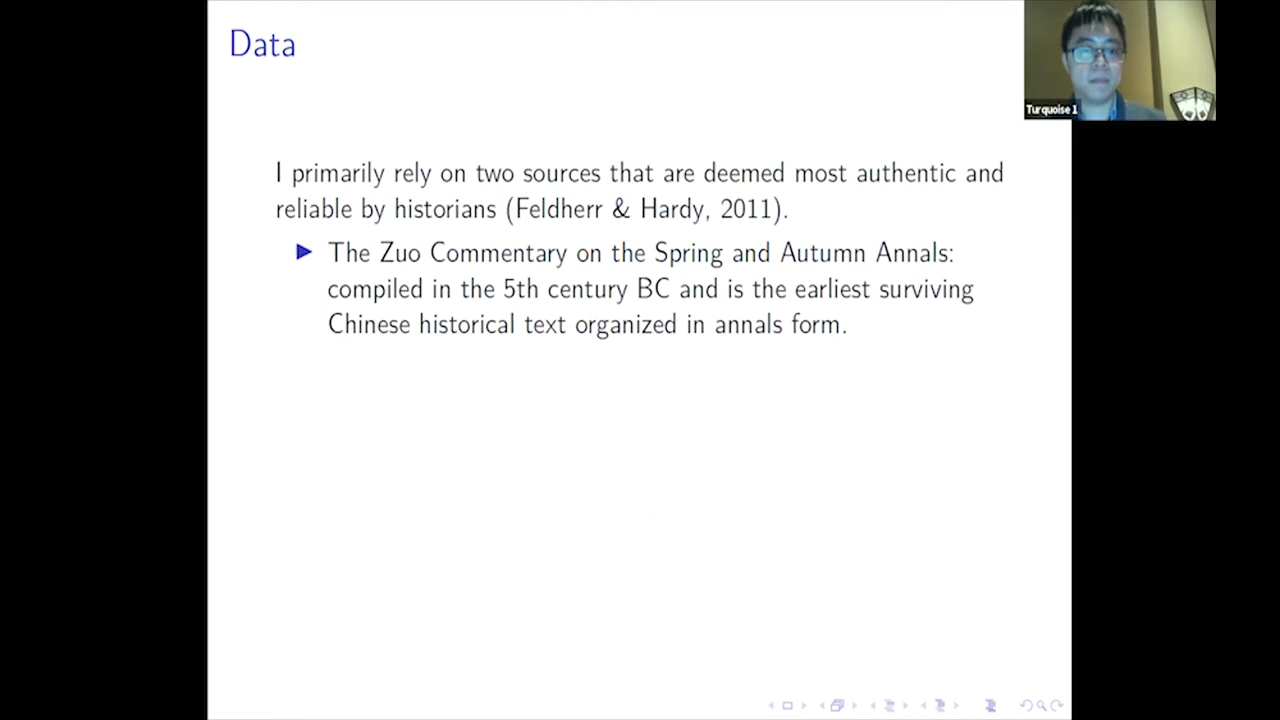 Data
Turquoise 1
I primarily rely on two sources that are deemed most authentic and
reliable by historians (Feldherr & Hardy, 2011).
The Zuo Commentary on the Spring and Autumn Annals:
compiled in the 5th century BC and is the earliest surviving
Chinese historical text organized in annals form.